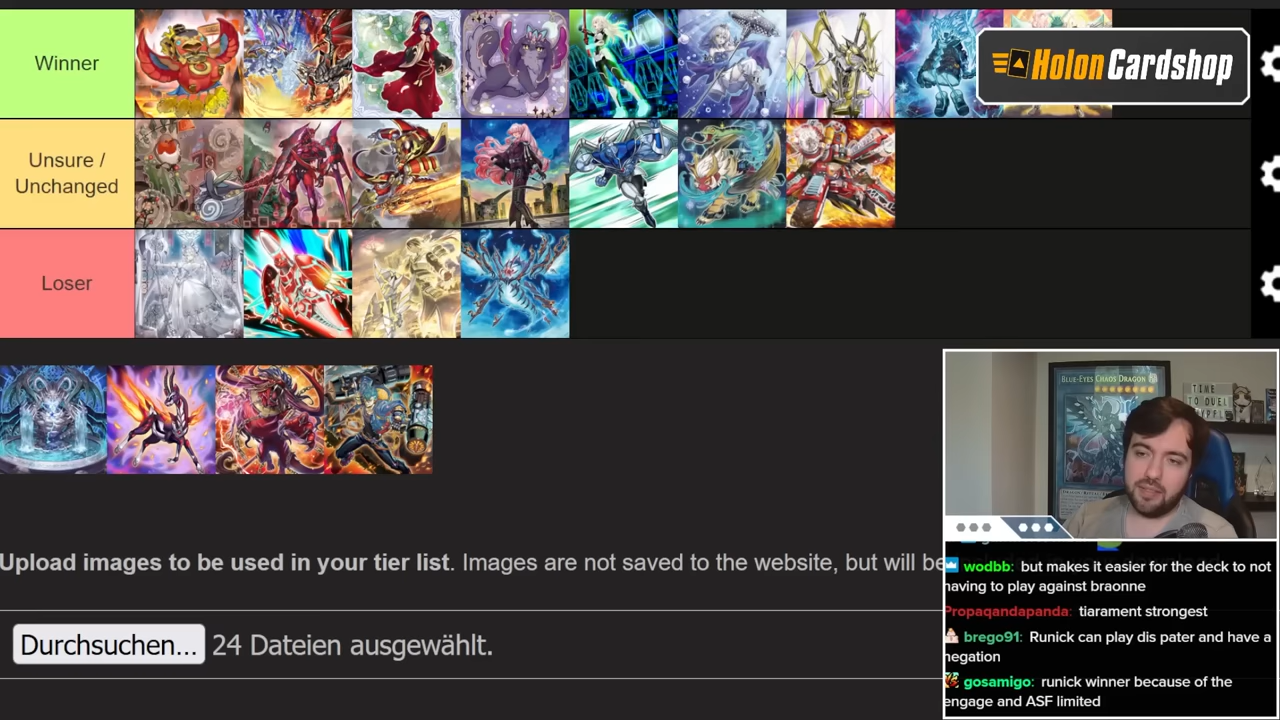 Winner
Holon Cardshop
Unsure /
Unchanged
Loser
BLUE-EYES CHAOS DRAGON
TIME
TO DUEL
Upload images to be used in your tier list. Images are not saved to the website, but will be
Durchsuchen... 24 Dateien ausgewählt.
wodbb: but makes it easier for the deck to not
having to play against braonne
Propaqandapanda: tiarament strongest
brego91: Runick can play dis pater and have a
negation
gosamigo: runick winner because of the
engage and ASF limited